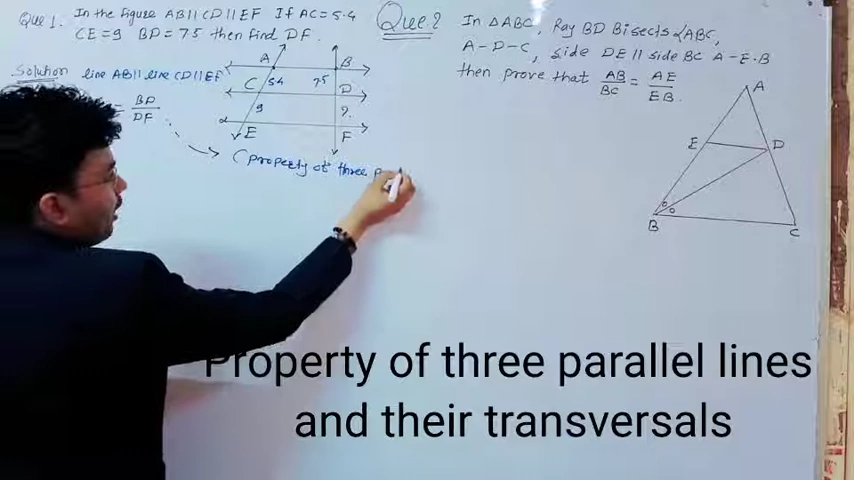 Que 1. In the figure AB||CD||EF If AC=5.4
CE=9 BD=7.5 then find DF.
Solution line AB|| line CD||EF
= BD
DF
(property of three p
A
B
C
5.4
7.5
D
9
?
E
F
Que 2 In △ABC, Ray BD Bisects ∠ABC,
A-D-C, side DE || side BC A-E-B
then prove that AB/BC = AE/EB.
A
E
D
B
C
Property of three parallel lines
and their transversals